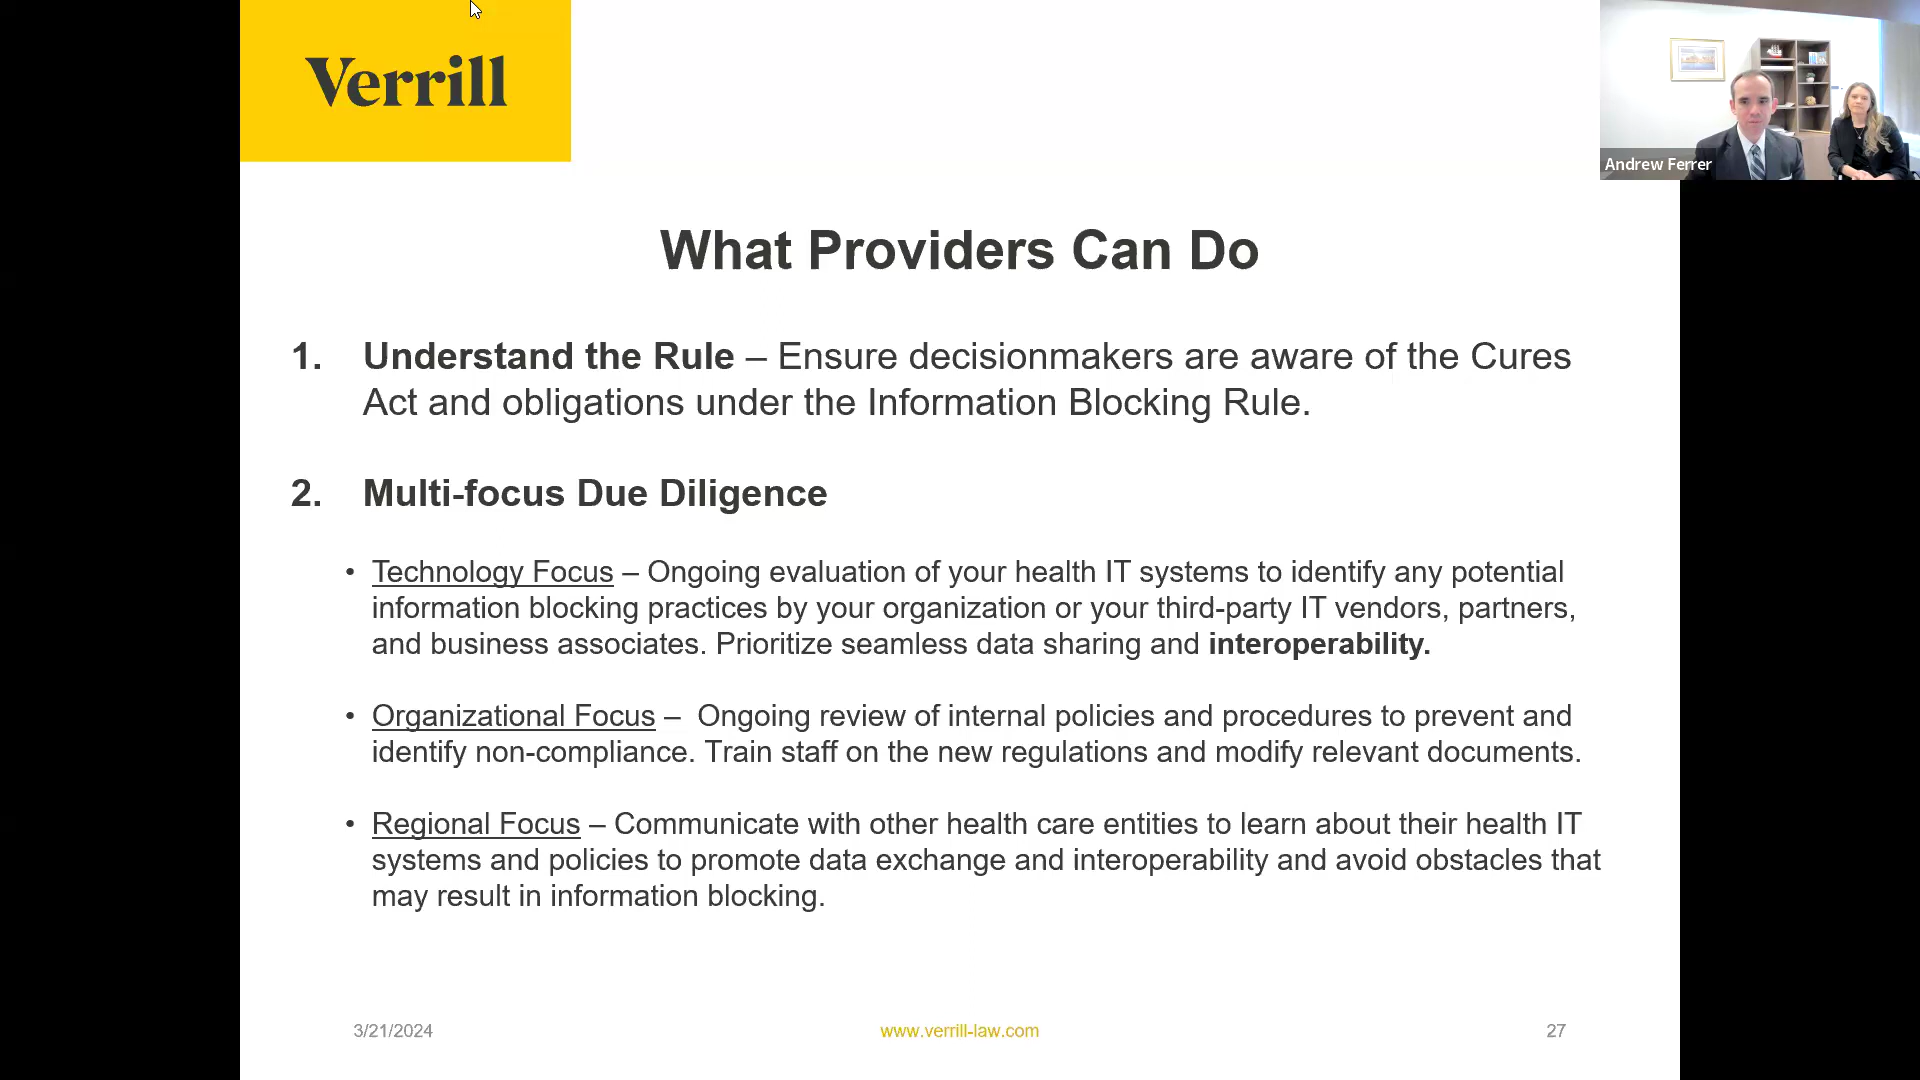 Verrill
Andrew Ferrer
What Providers Can Do
1. Understand the Rule – Ensure decisionmakers are aware of the Cures
Act and obligations under the Information Blocking Rule.
2. Multi-focus Due Diligence
• Technology Focus – Ongoing evaluation of your health IT systems to identify any potential
information blocking practices by your organization or your third-party IT vendors, partners,
and business associates. Prioritize seamless data sharing and interoperability.
• Organizational Focus – Ongoing review of internal policies and procedures to prevent and
identify non-compliance. Train staff on the new regulations and modify relevant documents.
• Regional Focus – Communicate with other health care entities to learn about their health IT
systems and policies to promote data exchange and interoperability and avoid obstacles that
may result in information blocking.
3/21/2024
www.verrill-law.com
27